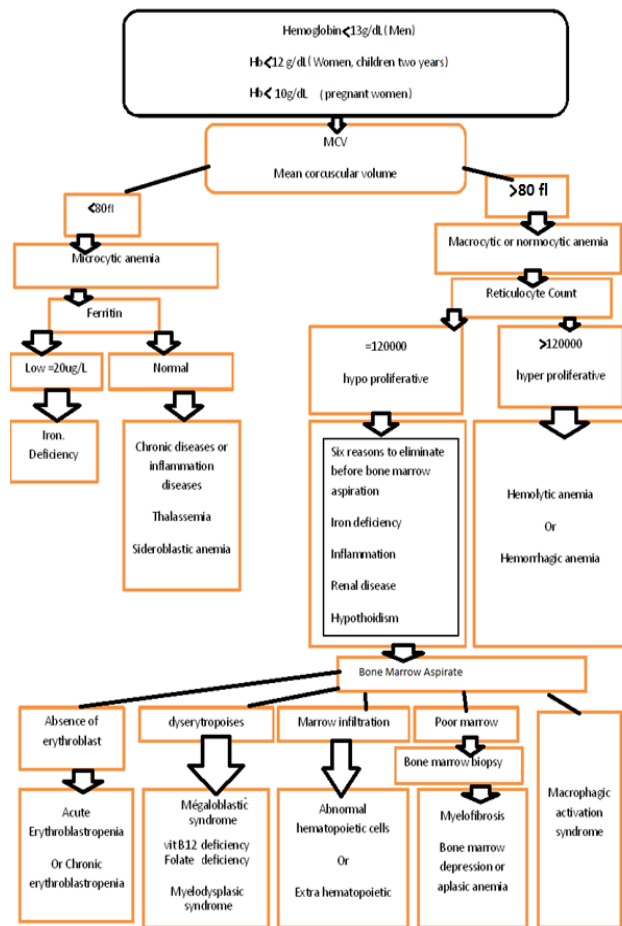 Hemoglobin<13g/dL(Men)
Hb<12 g/dL(Women, children two years)
Hb< 10g/dL (pregnant women)
MCV
Mean corcuscular volume
<80fl
>80 fl
Microcytic anemia
Macrocytic or normocytic anemia
Ferritin
Reticulocyte Count
Low =20ug/L
Normal
=120000
hypo proliferative
>120000
hyper proliferative
Iron.
Deficiency
Chronic diseases or
inflammation
diseases
Thalassemia
Sideroblastic anemia
Six reasons to eliminate
before bone marrow
aspiration
Iron deficiency
Inflammation
Renal disease
Hypothoidism
Hemolytic anemia
Or
Hemorrhagic anemia
Bone Marrow Aspirate
Absence of
erythroblast
dyserytropoises
Marrow infiltration
Poor marrow
Bone marrow biopsy
Acute
Erythroblastropenia
Or Chronic
erythroblastropenia
Mégaloblastic
syndrome
vitB12 deficiency
Folate deficiency
Myelodysplasic
syndrome
Abnormal
hematopoietic cells
Or
Extra hematopoietic
Myelofibrosis
Bone marrow
depression or
aplasic anemia
Macrophagic
activation
syndrome